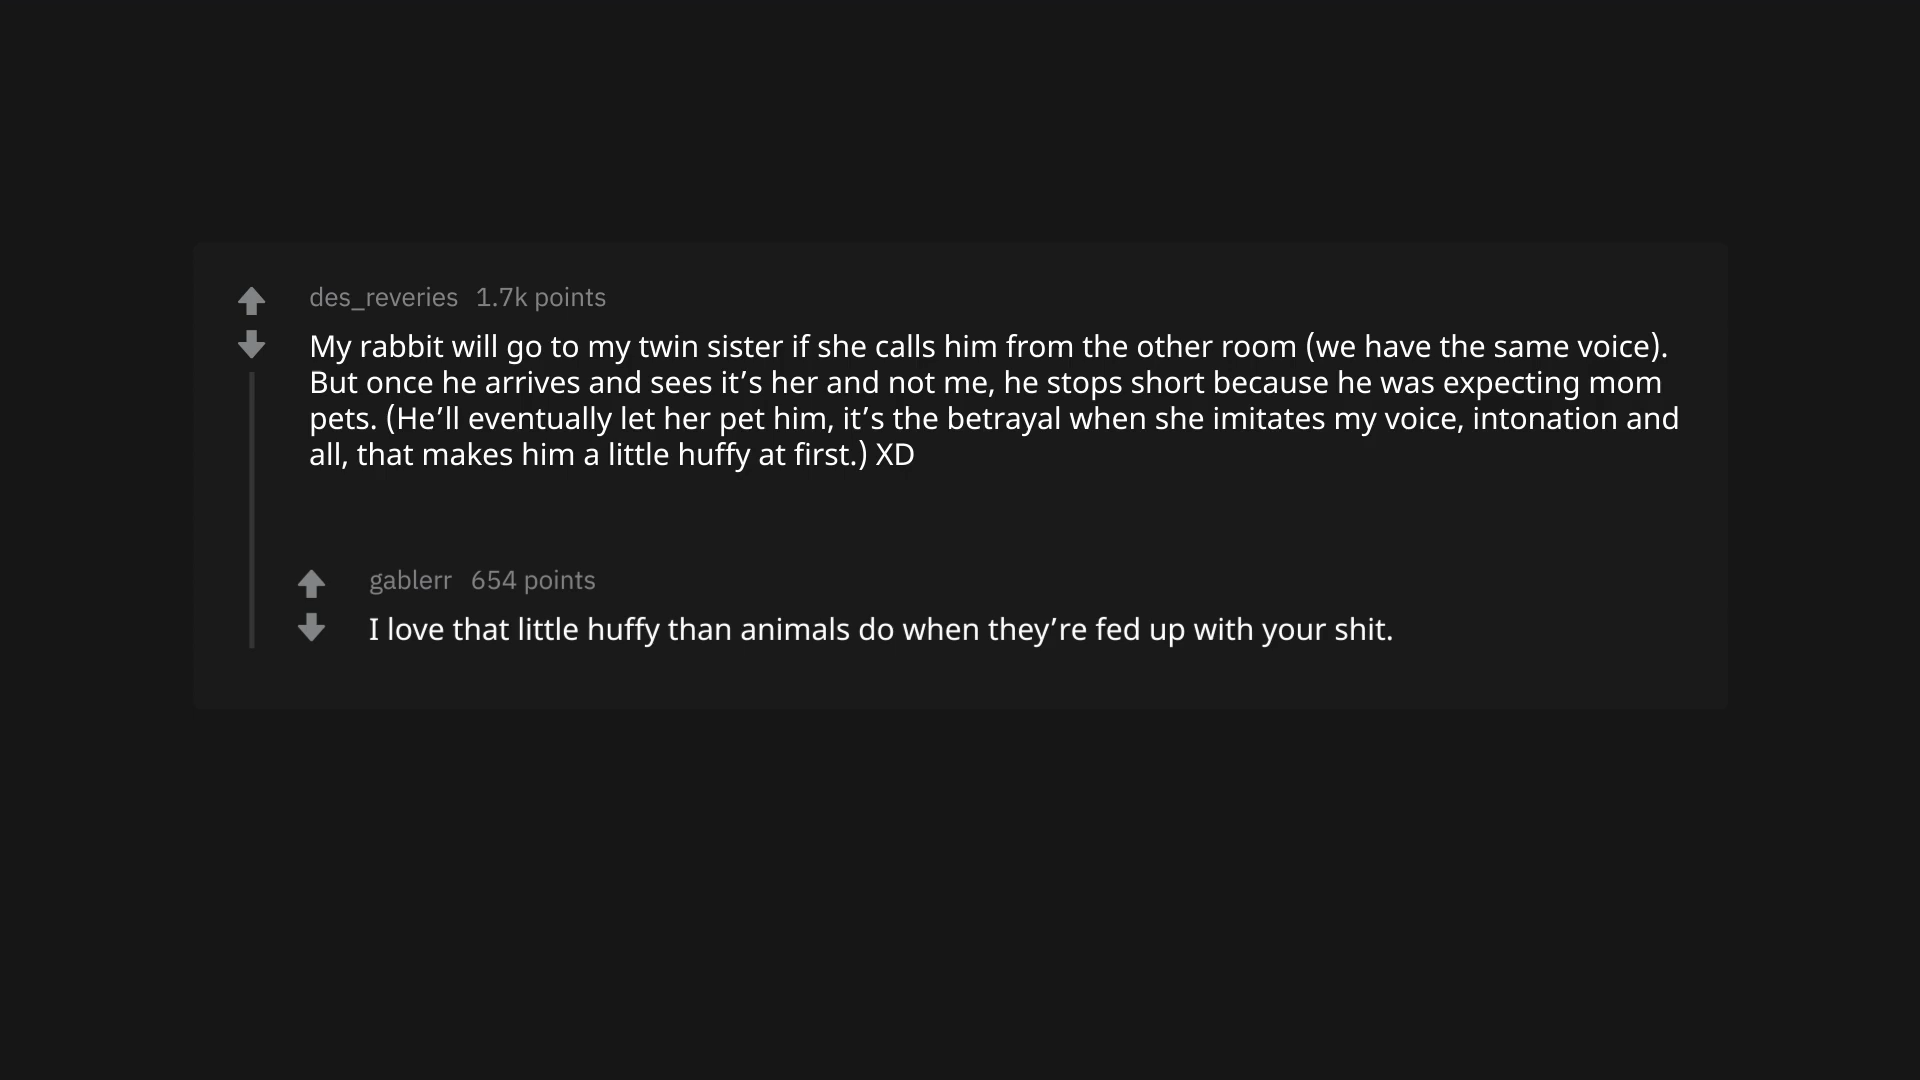 des_reveries 1.7k points
My rabbit will go to my twin sister if she calls him from the other room (we have the same voice).
But once he arrives and sees it’s her and not me, he stops short because he was expecting mom
pets. (He’ll eventually let her pet him, it’s the betrayal when she imitates my voice, intonation and
all, that makes him a little huffy at first.) XD
gablerr 654 points
I love that little huffy than animals do when they’re fed up with your shit.